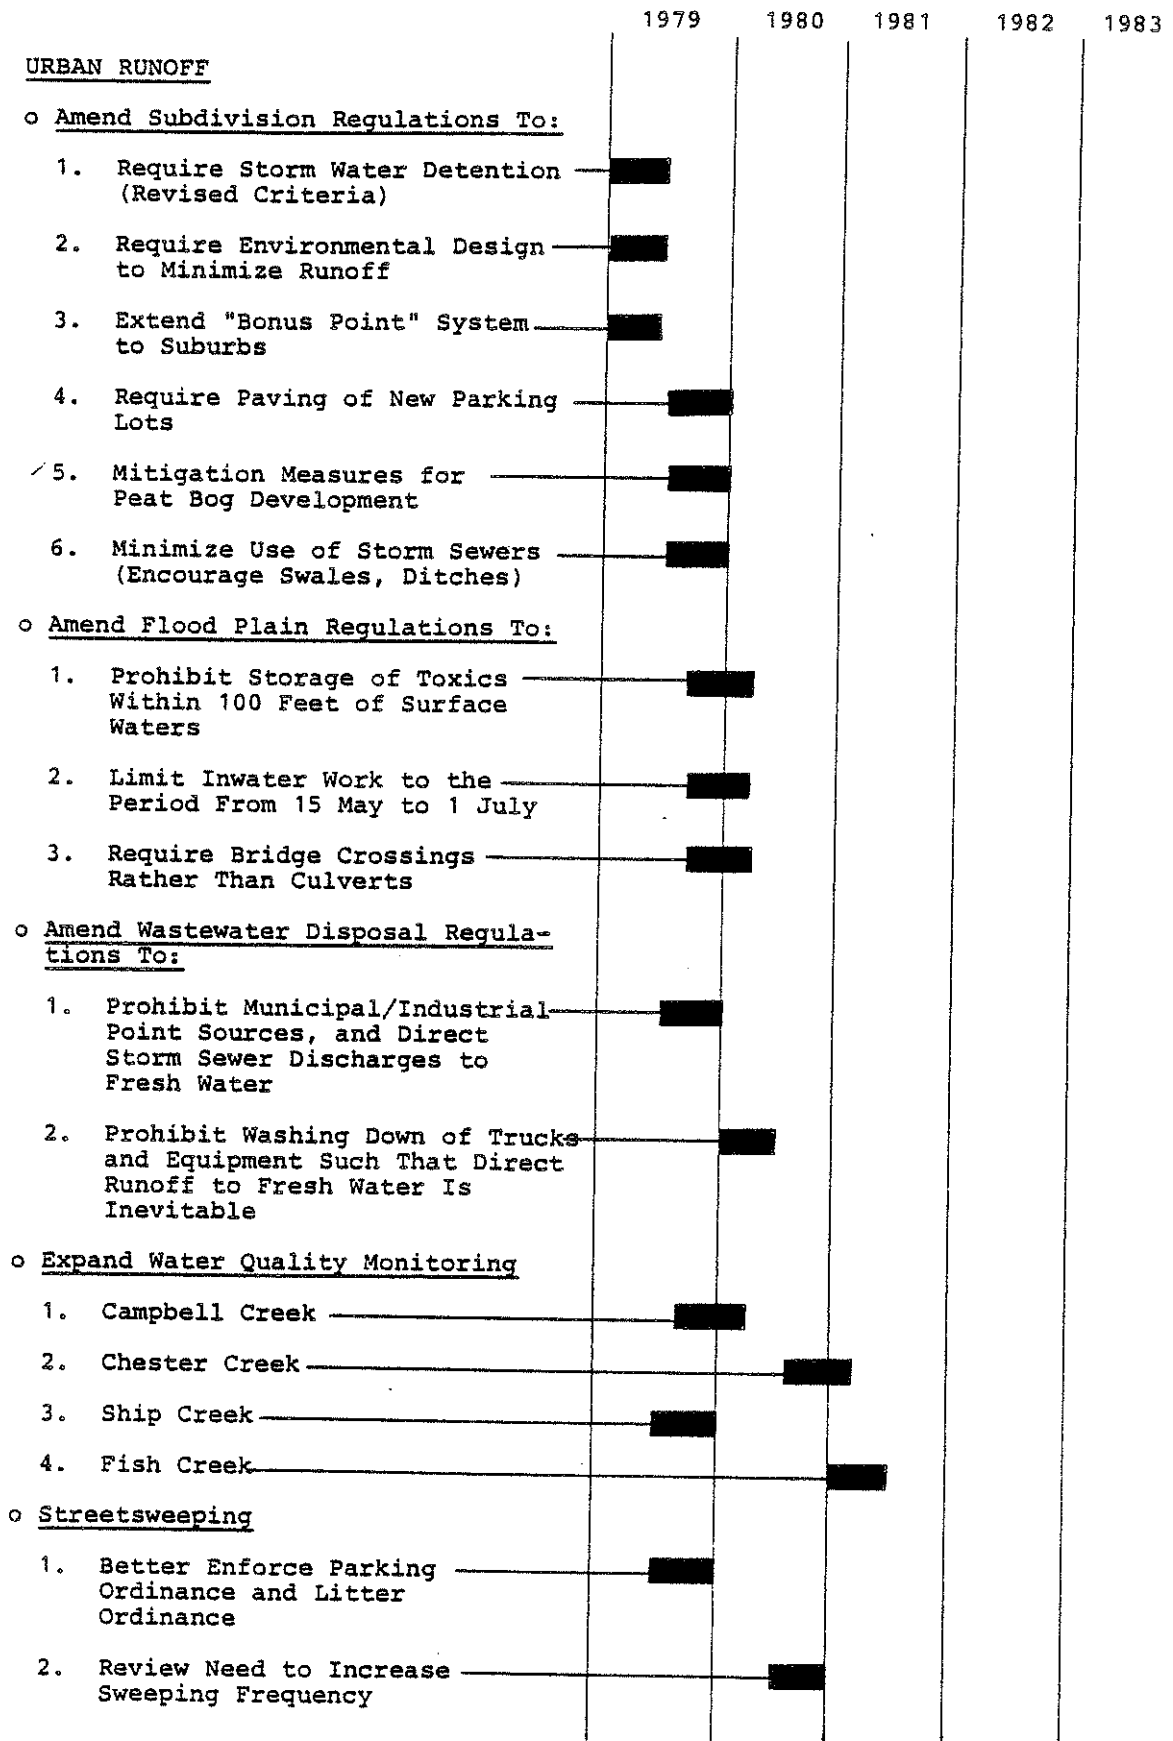 1979 1980 1981 1982 1983
URBAN RUNOFF
o Amend Subdivision Regulations To:
1. Require Storm Water Detention
(Revised Criteria)
2. Require Environmental Design
to Minimize Runoff
3. Extend "Bonus Point" System
to Suburbs
4. Require Paving of New Parking
Lots
5. Mitigation Measures for
Peat Bog Development
6. Minimize Use of Storm Sewers
(Encourage Swales, Ditches)
o Amend Flood Plain Regulations To:
1. Prohibit Storage of Toxics
Within 100 Feet of Surface
Waters
2. Limit Inwater Work to the
Period From 15 May to 1 July
3. Require Bridge Crossings
Rather Than Culverts
o Amend Wastewater Disposal Regula-
tions To:
1. Prohibit Municipal/Industrial
Point Sources, and Direct
Storm Sewer Discharges to
Fresh Water
2. Prohibit Washing Down of Trucks
and Equipment Such That Direct
Runoff to Fresh Water Is
Inevitable
o Expand Water Quality Monitoring
1. Campbell Creek
2. Chester Creek
3. Ship Creek
4. Fish Creek
o Streetsweeping
1. Better Enforce Parking
Ordinance and Litter
Ordinance
2. Review Need to Increase
Sweeping Frequency